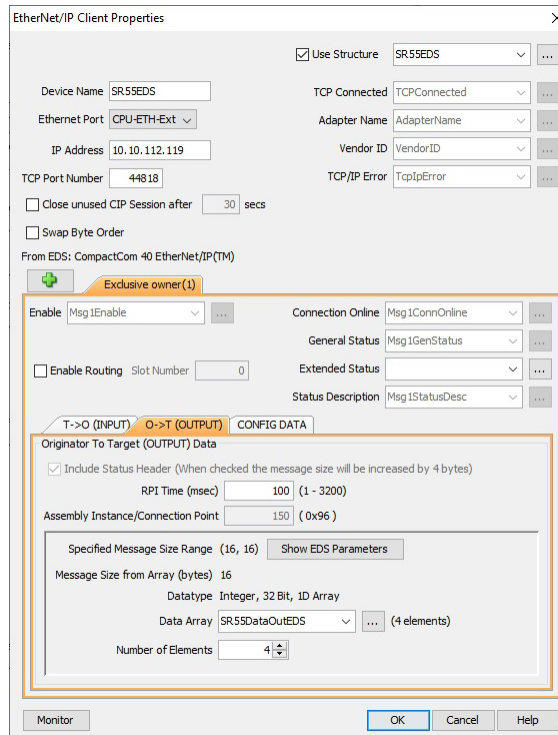 EtherNet/IP Client Properties
Use Structure SR55EDS ...
Device Name SR55EDS TCP Connected TCPConnected ...
Ethernet Port CPU-ETH-Ext Adapter Name AdapterName ...
IP Address 10.10.112.119 Vendor ID VendorID ...
TCP Port Number 44818 TCP/IP Error TcpIpError ...
Close unused CIP Session after 30 secs
Swap Byte Order
From EDS: CompactCom 40 EtherNet/IP(TM)
Exclusive owner(1)
Enable Msg1Enable ... Connection Online Msg1ConnOnline ...
General Status Msg1GenStatus ...
Enable Routing Slot Number 0 Extended Status ...
Status Description Msg1StatusDesc ...
T->O (INPUT) O->T (OUTPUT) CONFIG DATA
Originator To Target (OUTPUT) Data
Include Status Header (When checked the message size will be increased by 4 bytes)
RPI Time (msec) 100 (1 - 3200)
Assembly Instance/Connection Point 150 ( 0x96 )
Specified Message Size Range (16, 16) Show EDS Parameters
Message Size from Array (bytes) 16
Datatype Integer, 32 Bit, 1D Array
Data Array SR55DataOutEDS ... (4 elements)
Number of Elements 4
Monitor OK Cancel Help